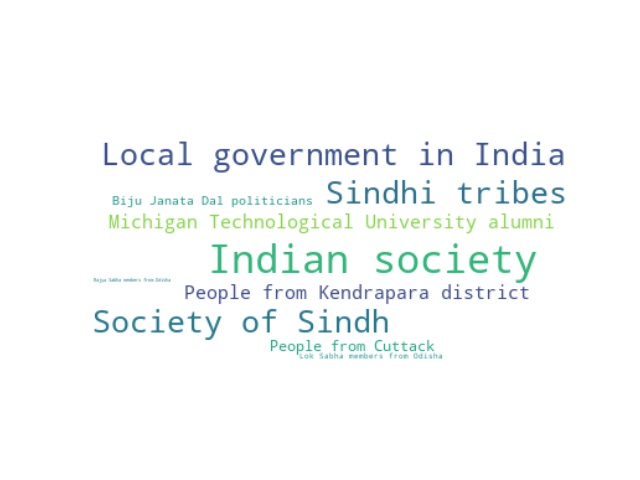 Local government in India
Biju Janata Dal politicians Sindhi tribes
Michigan Technological University alumni
Indian society
Rajya Sabha members from Odisha
People from Kendrapara district
Society of Sindh
People from Cuttack
Lok Sabha members from Odisha